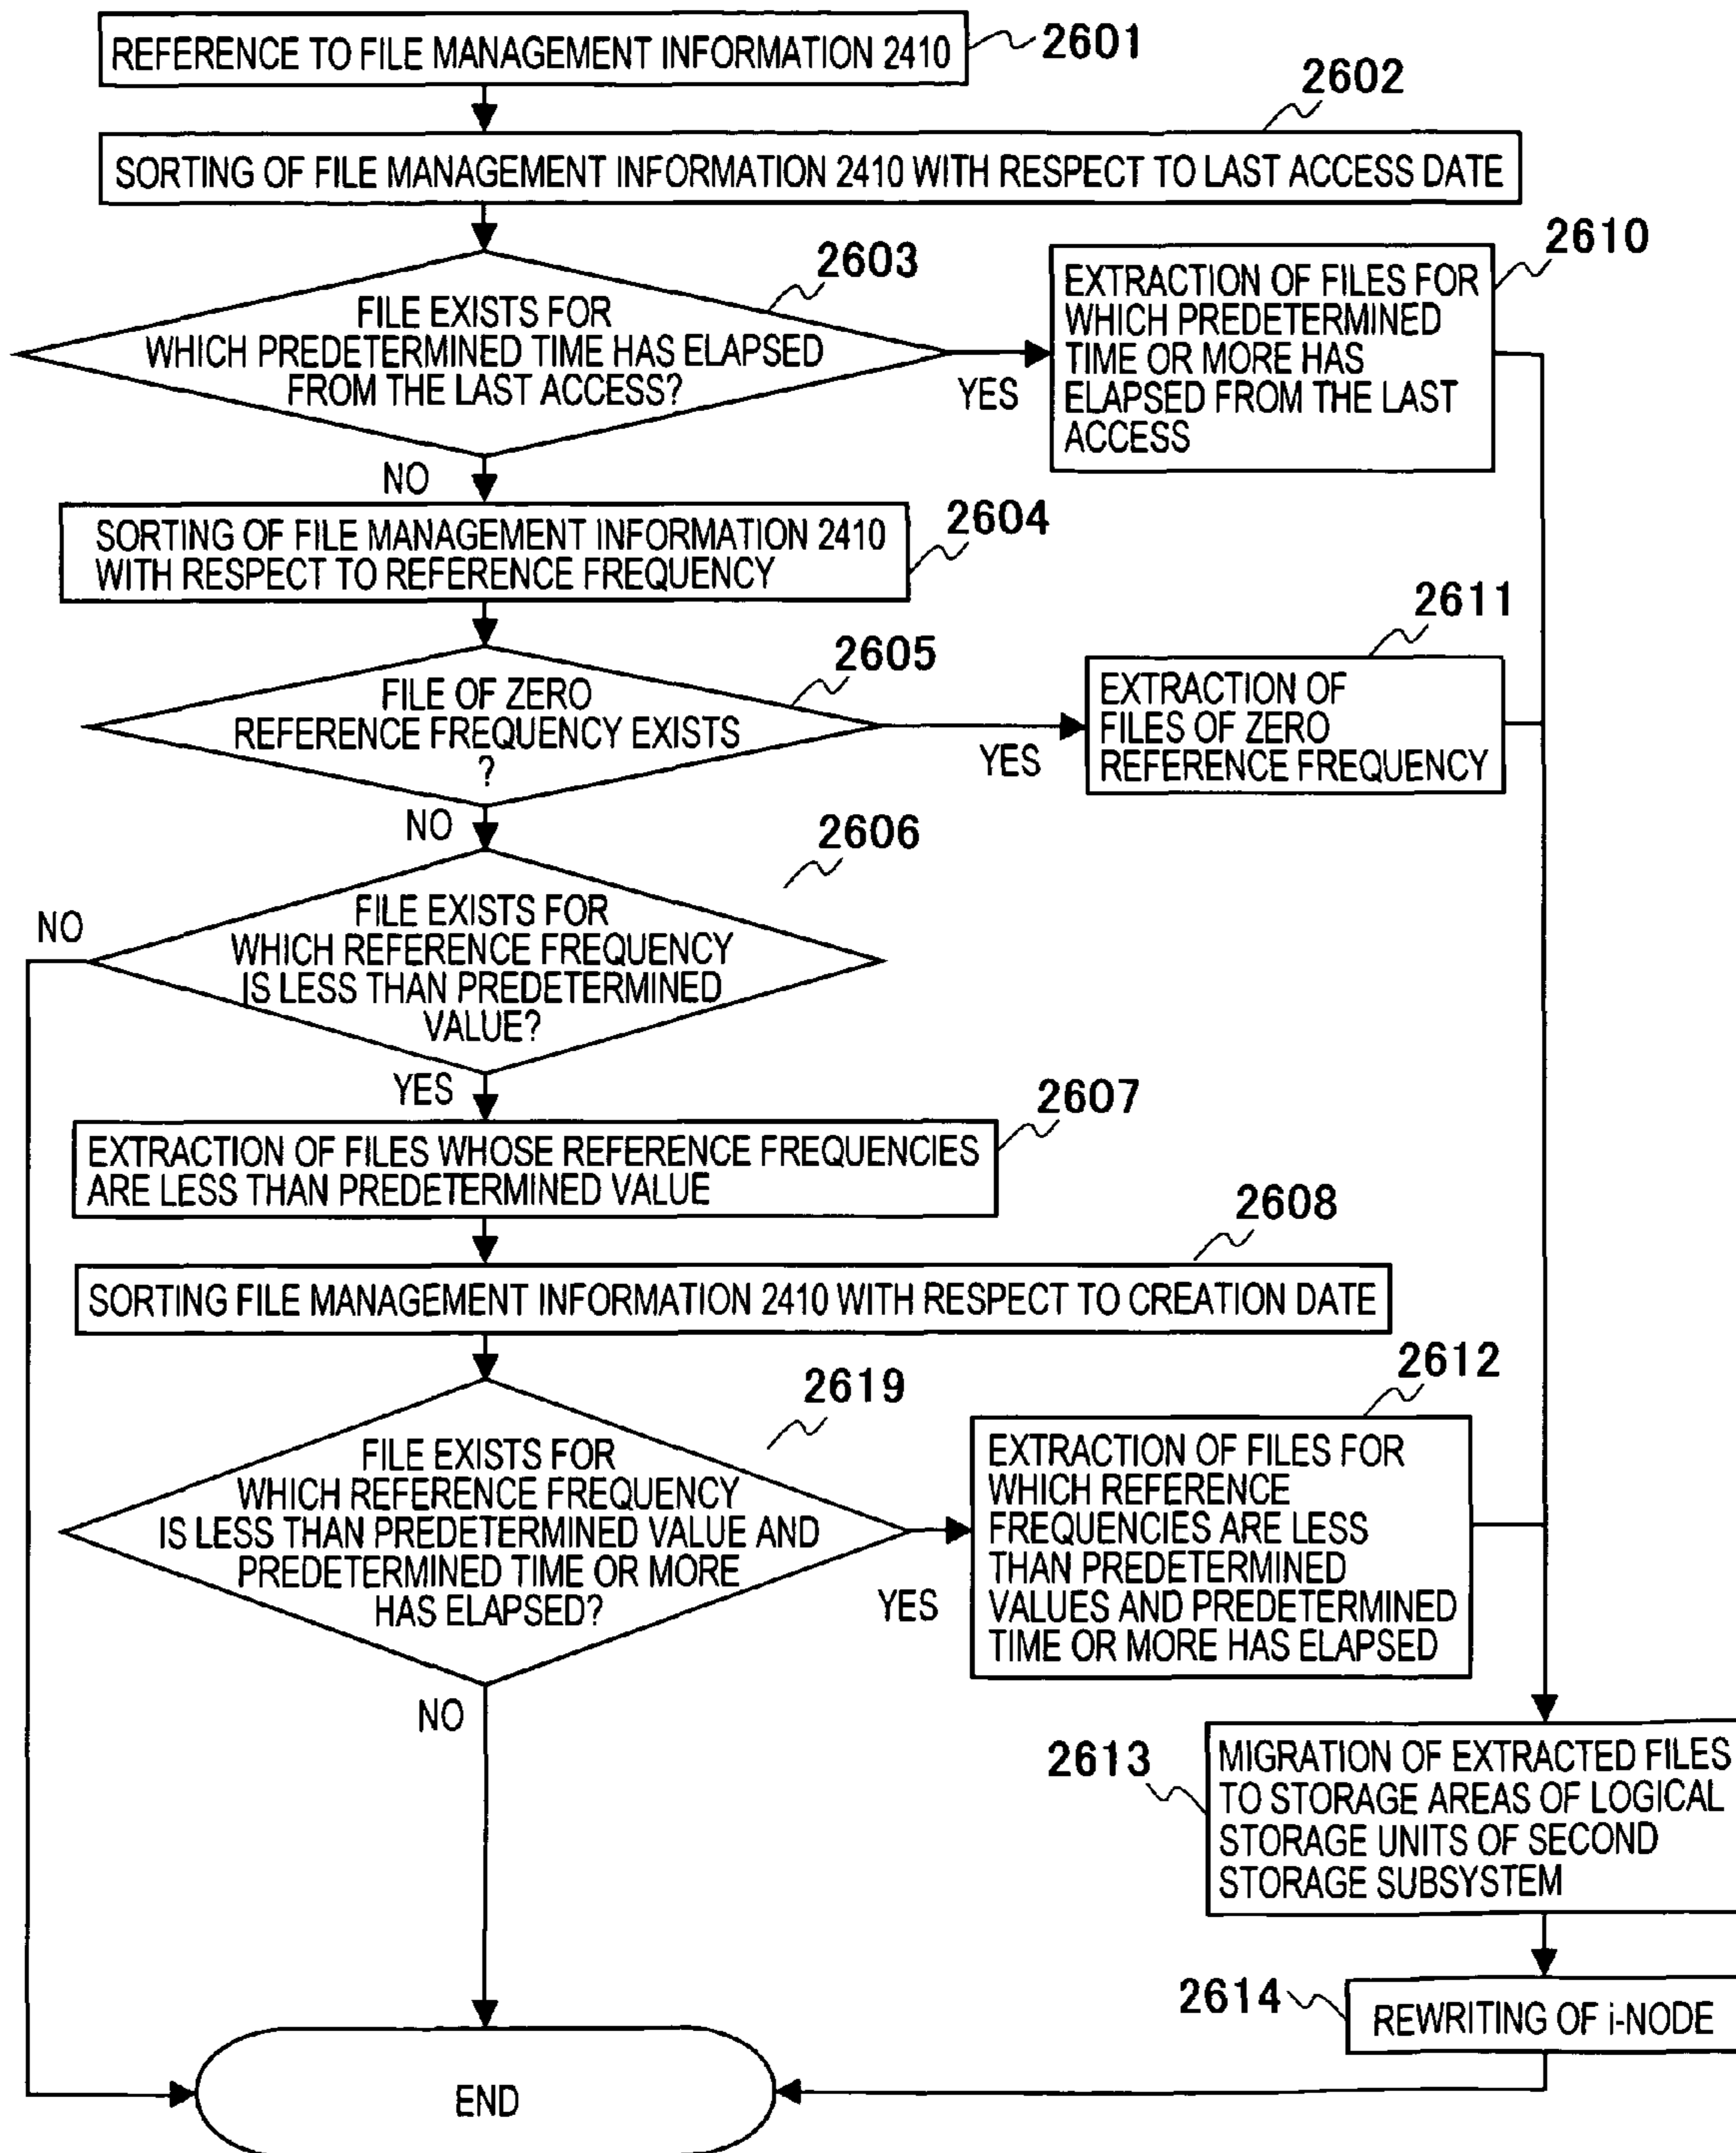 REFERENCE TO FILE MANAGEMENT INFORMATION 2410
2601
2602
SORTING OF FILE MANAGEMENT INFORMATION 2410 WITH RESPECT TO LAST ACCESS DATE
2603
FILE EXISTS FOR
WHICH PREDETERMINED TIME HAS ELAPSED
FROM THE LAST ACCESS?
YES
NO
2610
EXTRACTION OF FILES FOR
WHICH PREDETERMINED
TIME OR MORE HAS
ELAPSED FROM THE LAST
ACCESS
SORTING OF FILE MANAGEMENT INFORMATION 2410
WITH RESPECT TO REFERENCE FREQUENCY
2604
2605
FILE OF ZERO
REFERENCE FREQUENCY EXISTS
?
YES
NO
2611
EXTRACTION OF
FILES OF ZERO
REFERENCE FREQUENCY
2606
NO
FILE EXISTS FOR
WHICH REFERENCE FREQUENCY
IS LESS THAN PREDETERMINED
VALUE?
YES
2607
EXTRACTION OF FILES WHOSE REFERENCE FREQUENCIES
ARE LESS THAN PREDETERMINED VALUE
2608
SORTING FILE MANAGEMENT INFORMATION 2410 WITH RESPECT TO CREATION DATE
2619
FILE EXISTS FOR
WHICH REFERENCE FREQUENCY
IS LESS THAN PREDETERMINED VALUE AND
PREDETERMINED TIME OR MORE
HAS ELAPSED?
YES
NO
2612
EXTRACTION OF FILES FOR
WHICH REFERENCE
FREQUENCIES ARE LESS
THAN PREDETERMINED
VALUES AND PREDETERMINED
TIME OR MORE HAS ELAPSED
2613
MIGRATION OF EXTRACTED FILES
TO STORAGE AREAS OF LOGICAL
STORAGE UNITS OF SECOND
STORAGE SUBSYSTEM
2614
REWRITING OF i-NODE
END